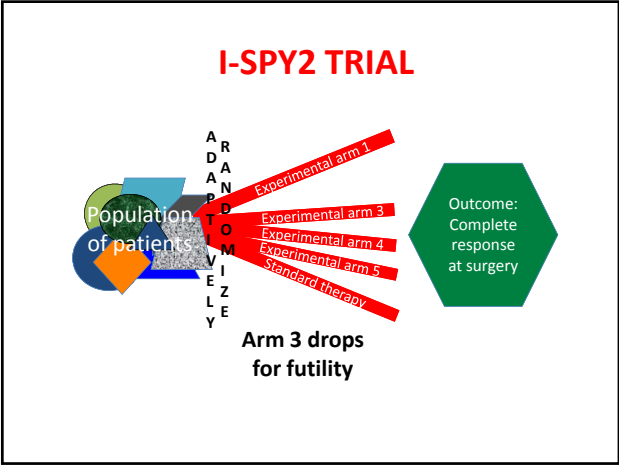 I-SPY2 TRIAL
Population
of patients
ADAPTIVELY
RANDOMIZE
Experimental arm 1
Experimental arm 3
Experimental arm 4
Experimental arm 5
Standard therapy
Outcome:
Complete
response
at surgery
Arm 3 drops
for futility